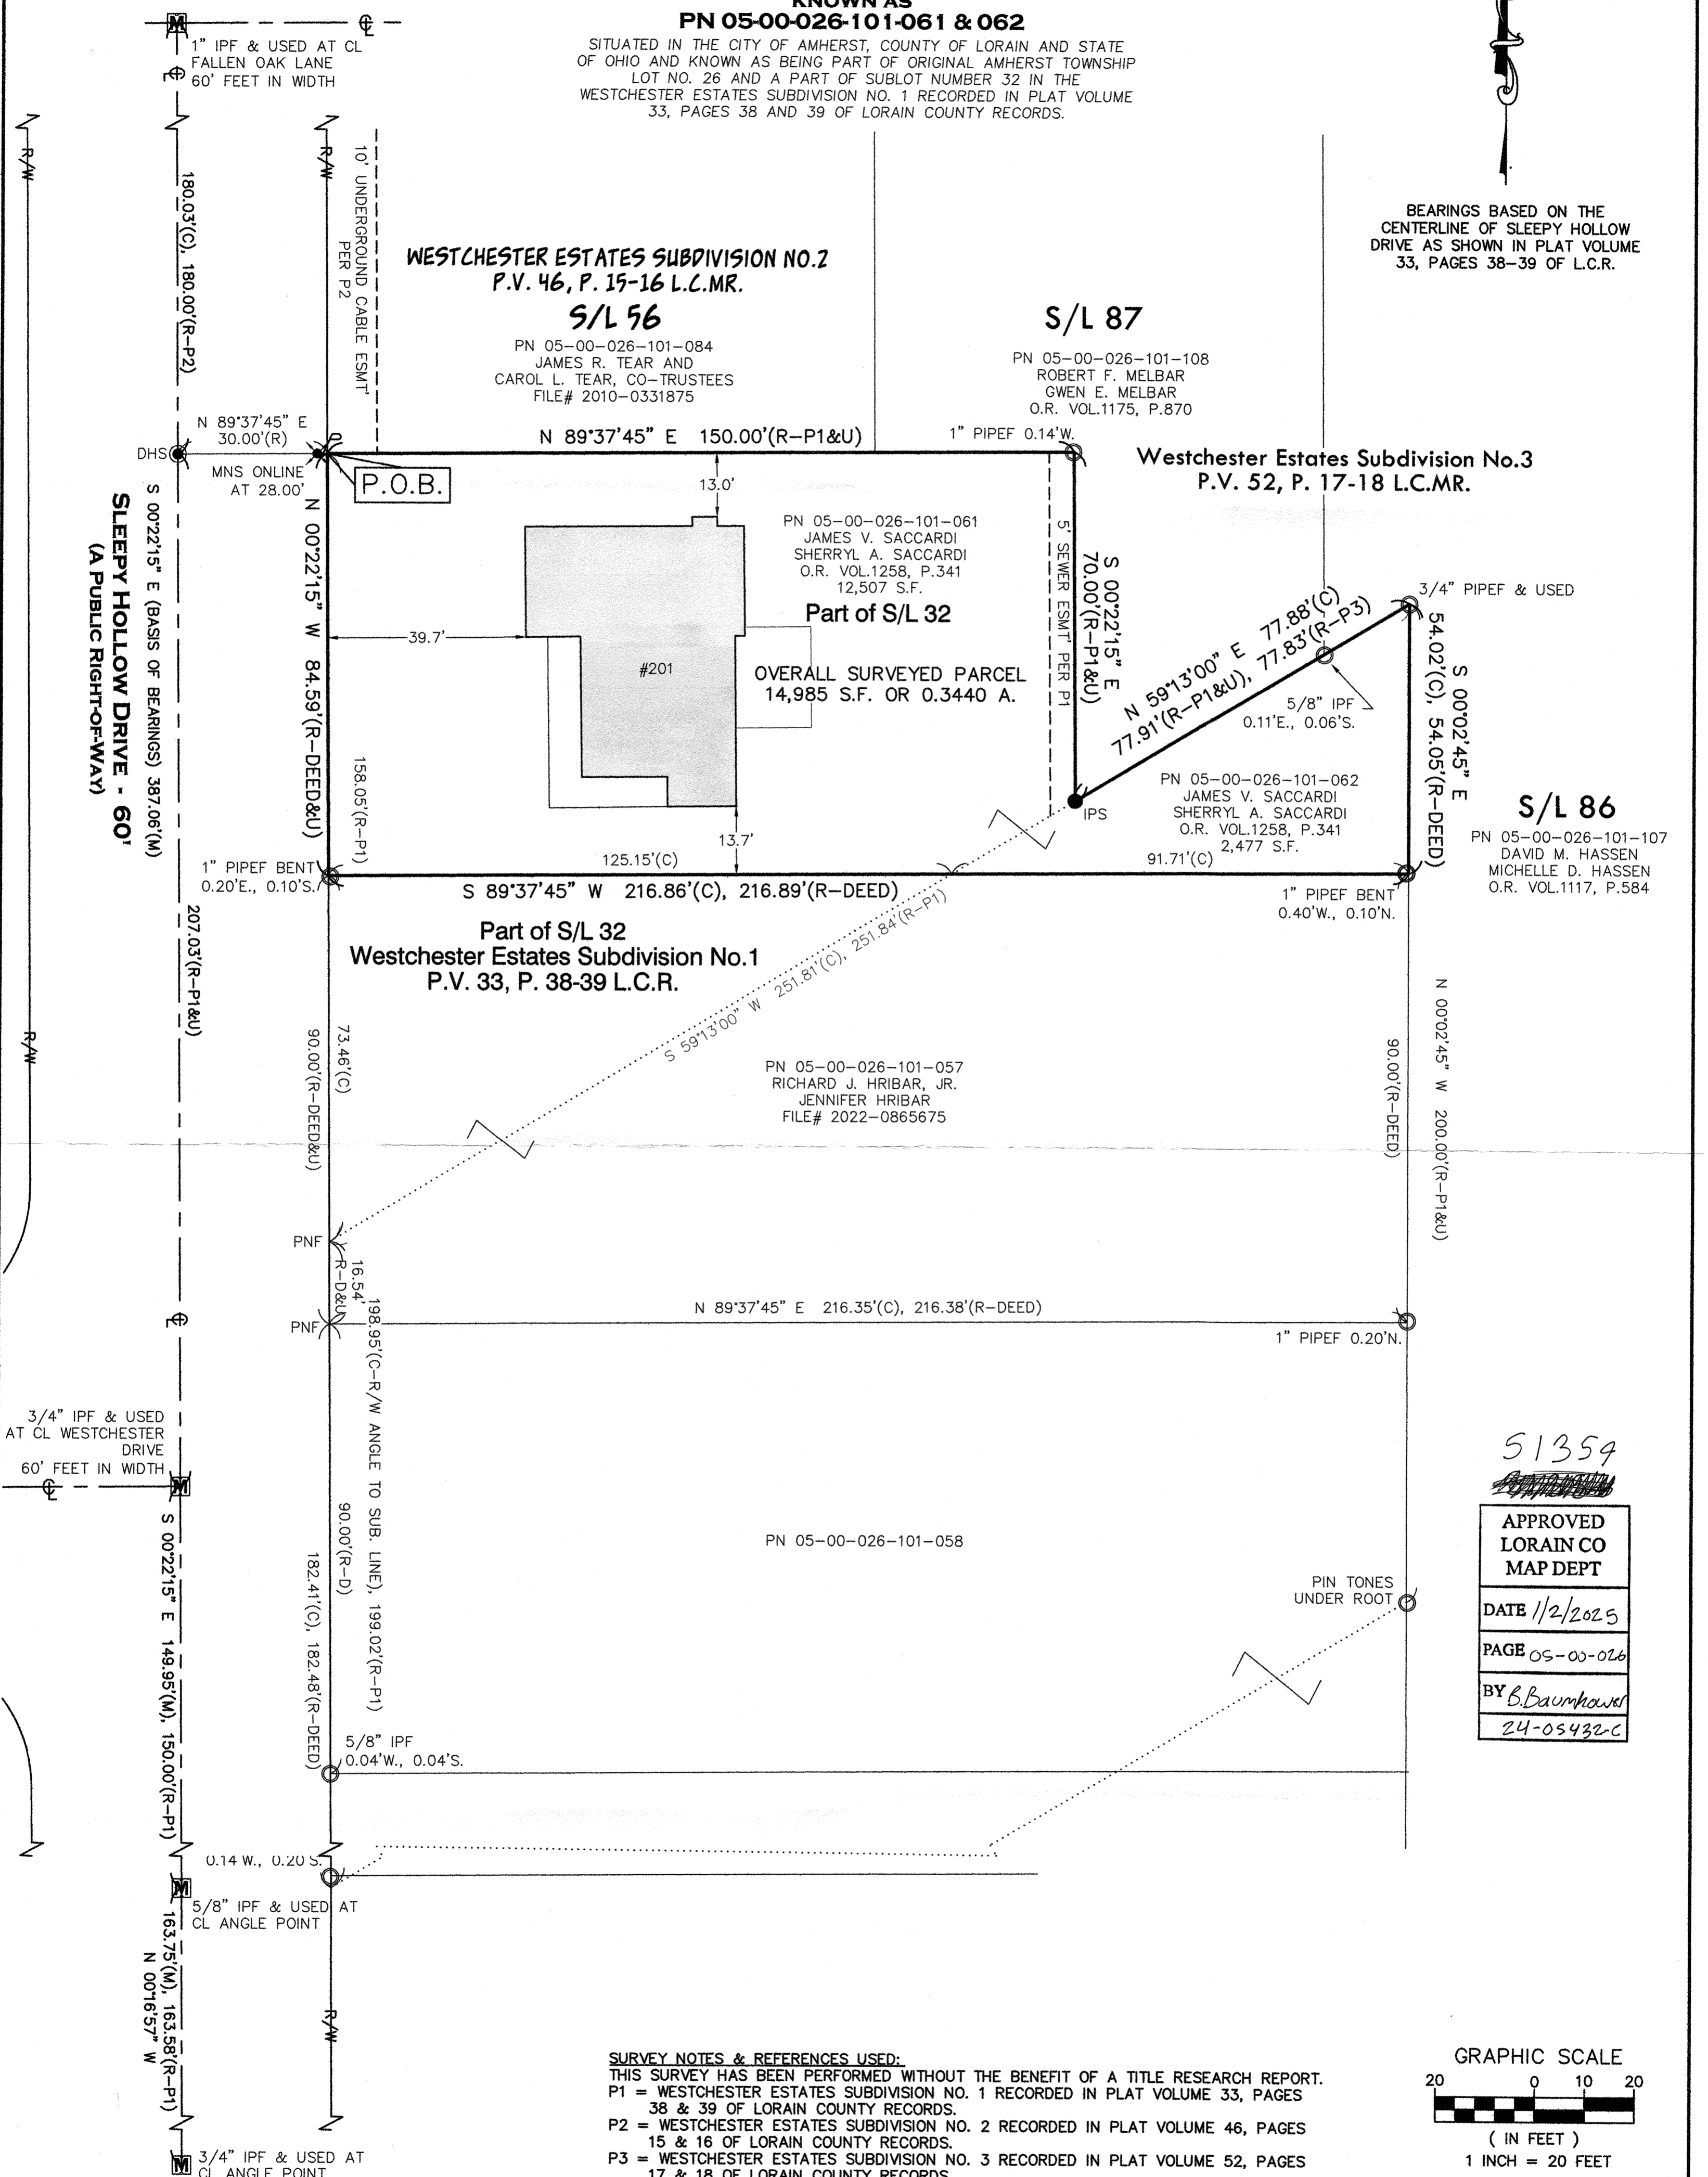 KNOWN AS
PN 05-00-026-101-061 & 062
SITUATED IN THE CITY OF AMHERST, COUNTY OF LORAIN AND STATE
OF OHIO AND KNOWN AS BEING PART OF ORIGINAL AMHERST TOWNSHIP
LOT NO. 26 AND A PART OF SUBLOT NUMBER 32 IN THE
WESTCHESTER ESTATES SUBDIVISION NO. 1 RECORDED IN PLAT VOLUME
33, PAGES 38 AND 39 OF LORAIN COUNTY RECORDS.
M
1" IPF & USED AT CL
FALLEN OAK LANE
60' FEET IN WIDTH
R/W
R/W
180.03'(C), 180.00'(R-P2)
10' UNDERGROUND CABLE ESMT'
PER P2
BEARINGS BASED ON THE
CENTERLINE OF SLEEPY HOLLOW
DRIVE AS SHOWN IN PLAT VOLUME
33, PAGES 38-39 OF L.C.R.
WESTCHESTER ESTATES SUBDIVISION NO.2
P.V. 46, P. 15-16 L.C.MR.
S/L 56
PN 05-00-026-101-084
JAMES R. TEAR AND
CAROL L. TEAR, CO-TRUSTEES
FILE# 2010-0331875
S/L 87
PN 05-00-026-101-108
ROBERT F. MELBAR
GWEN E. MELBAR
O.R. VOL.1175, P.870
N 89°37'45" E
30.00'(R)
DHS
MNS ONLINE
AT 28.00'
P.O.B.
N 89°37'45" E 150.00'(R-P1&U)
1" PIPEF 0.14'W.
Westchester Estates Subdivision No.3
P.V. 52, P. 17-18 L.C.MR.
SLEEPY HOLLOW DRIVE - 60'
(A PUBLIC RIGHT-OF-WAY)
S 00°22'15" E (BASIS OF BEARINGS) 387.06'(M)
N 00°22'15" W 84.59'(R-DEED&U)
158.05'(R-P1)
13.0'
PN 05-00-026-101-061
JAMES V. SACCARDI
SHERRYL A. SACCARDI
O.R. VOL.1258, P.341
12,507 S.F.
Part of S/L 32
39.7'
#201
OVERALL SURVEYED PARCEL
14,985 S.F. OR 0.3440 A.
5' SEWER ESMT' PER P1
S 00°22'15" E
70.00'(R-P1&U)
N 59°13'00" E 77.88'(C)
77.91'(R-P1&U), 77.83'(R-P3)
3/4" PIPEF & USED
5/8" IPF
0.11'E., 0.06'S.
S 00°02'45" E
54.02'(C), 54.05'(R-DEED)
IPS
PN 05-00-026-101-062
JAMES V. SACCARDI
SHERRYL A. SACCARDI
O.R. VOL.1258, P.341
2,477 S.F.
S/L 86
PN 05-00-026-101-107
DAVID M. HASSEN
MICHELLE D. HASSEN
O.R. VOL.1117, P.584
13.7'
125.15'(C)
91.71'(C)
1" PIPEF BENT
0.20'E., 0.10'S.
S 89°37'45" W 216.86'(C), 216.89'(R-DEED)
1" PIPEF BENT
0.40'W., 0.10'N.
Part of S/L 32
Westchester Estates Subdivision No.1
P.V. 33, P. 38-39 L.C.R.
S 59°13'00" W 251.81'(C), 251.84'(R-P1)
207.03'(R-P1&U)
R/W
73.46'(C)
90.00'(R-DEED&U)
PN 05-00-026-101-057
RICHARD J. HRIBAR, JR.
JENNIFER HRIBAR
FILE# 2022-0865675
90.00'(R-DEED)
N 00°02'45" W 200.00'(R-P1&U)
PNF
16.54'
R-D&U
PNF
N 89°37'45" E 216.35'(C), 216.38'(R-DEED)
1" PIPEF 0.20'N.
198.95'(C-R/W ANGLE TO SUB. LINE), 199.02'(R-P1)
3/4" IPF & USED
AT CL WESTCHESTER
DRIVE
60' FEET IN WIDTH
M
S 00°22'15" E 149.95'(M), 150.00'(R-P1)
90.00'(R-D)
182.41'(C), 182.48'(R-DEED)
PN 05-00-026-101-058
PIN TONES
UNDER ROOT
51359
APPROVED
LORAIN CO
MAP DEPT
DATE 1/2/2025
PAGE 05-00-026
BY B.Baumhower
24-05432-C
5/8" IPF
0.04'W., 0.04'S.
0.14'W., 0.20'S.
M
5/8" IPF & USED AT
CL ANGLE POINT
163.75'(M), 163.58'(R-P1)
N 00°16'57" W
R/W
M
3/4" IPF & USED AT
CL ANGLE POINT
SURVEY NOTES & REFERENCES USED:
THIS SURVEY HAS BEEN PERFORMED WITHOUT THE BENEFIT OF A TITLE RESEARCH REPORT.
P1 = WESTCHESTER ESTATES SUBDIVISION NO. 1 RECORDED IN PLAT VOLUME 33, PAGES
38 & 39 OF LORAIN COUNTY RECORDS.
P2 = WESTCHESTER ESTATES SUBDIVISION NO. 2 RECORDED IN PLAT VOLUME 46, PAGES
15 & 16 OF LORAIN COUNTY RECORDS.
P3 = WESTCHESTER ESTATES SUBDIVISION NO. 3 RECORDED IN PLAT VOLUME 52, PAGES
17 & 18 OF LORAIN COUNTY RECORDS
GRAPHIC SCALE
20 0 10 20
( IN FEET )
1 INCH = 20 FEET